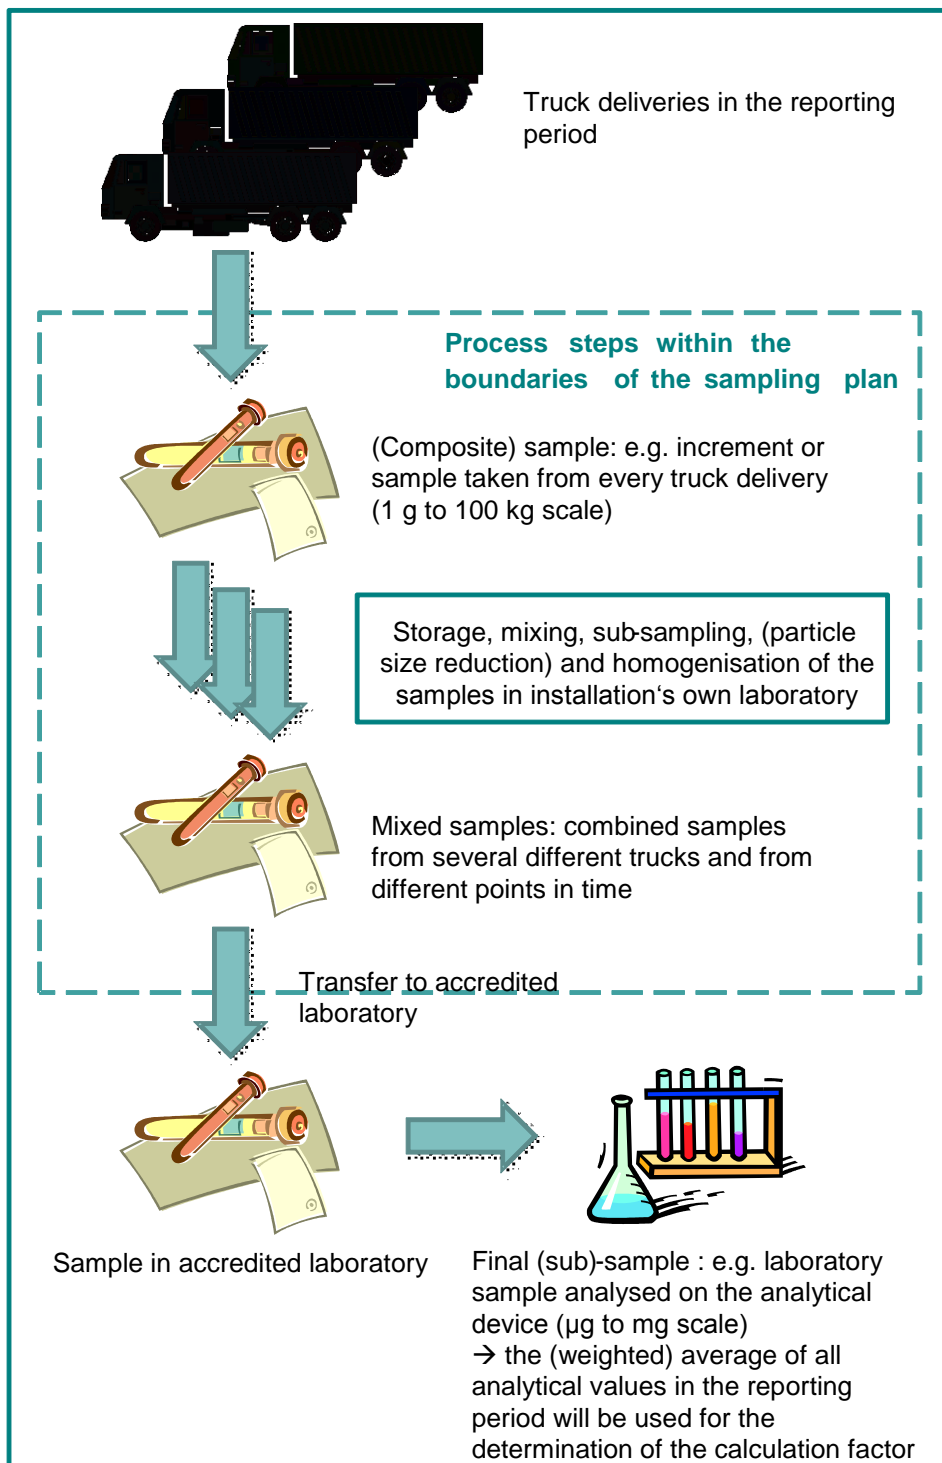 Truck deliveries in the reporting
period
Process steps within the
boundaries of the sampling plan
(Composite) sample: e.g. increment or
sample taken from every truck delivery
(1 g to 100 kg scale)
Storage, mixing, sub-sampling, (particle
size reduction) and homogenisation of the
samples in installation‘s own laboratory
Mixed samples: combined samples
from several different trucks and from
different points in time
Transfer to accredited
laboratory
Sample in accredited laboratory
Final (sub)-sample : e.g. laboratory
sample analysed on the analytical
device (µg to mg scale)
→ the (weighted) average of all
analytical values in the reporting
period will be used for the
determination of the calculation factor